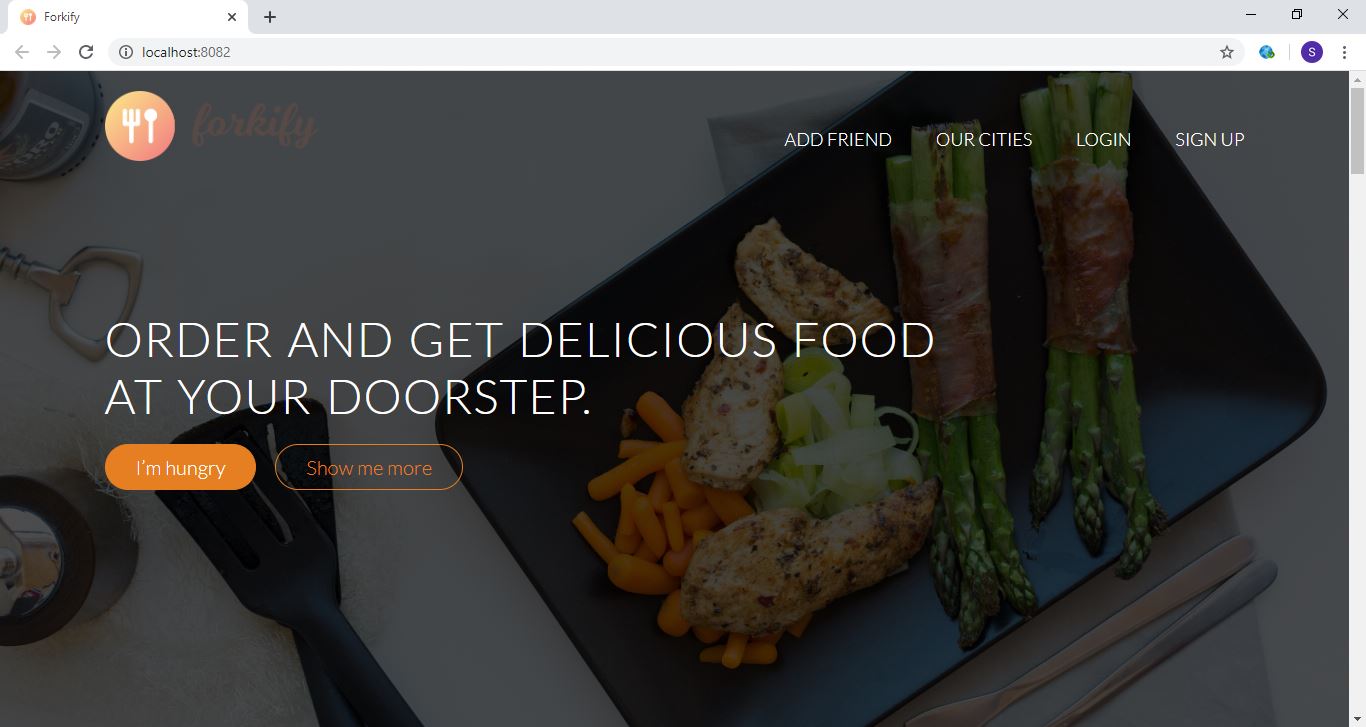 Forkify
localhost:8082
S
forkify
ADD FRIEND OUR CITIES LOGIN SIGN UP
ORDER AND GET DELICIOUS FOOD
AT YOUR DOORSTEP.
I'm hungry Show me more